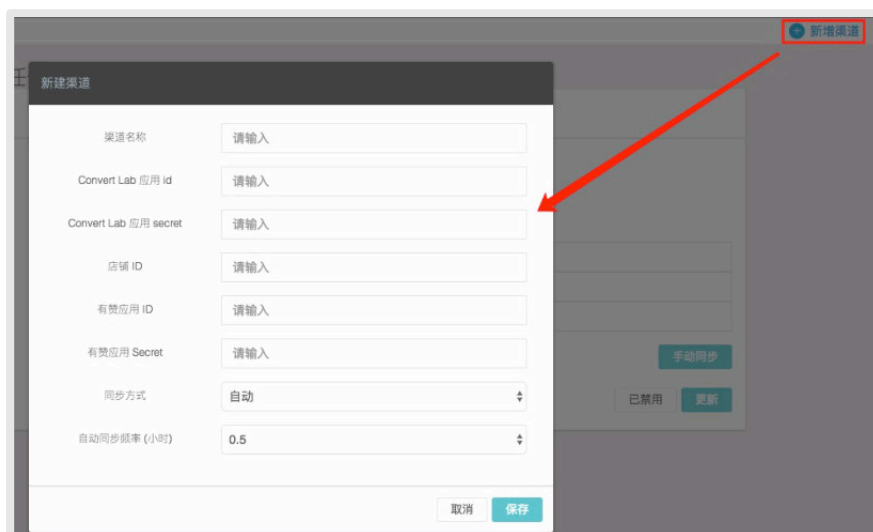 新增渠道
任
新建渠道
渠道名称 请输入
Convert Lab 应用 id 请输入
Convert Lab 应用 secret 请输入
店铺 ID 请输入
有赞应用 ID 请输入
有赞应用 Secret 请输入
手动同步
同步方式 自动
已禁用 更新
自动同步频率 (小时) 0.5
取消 保存